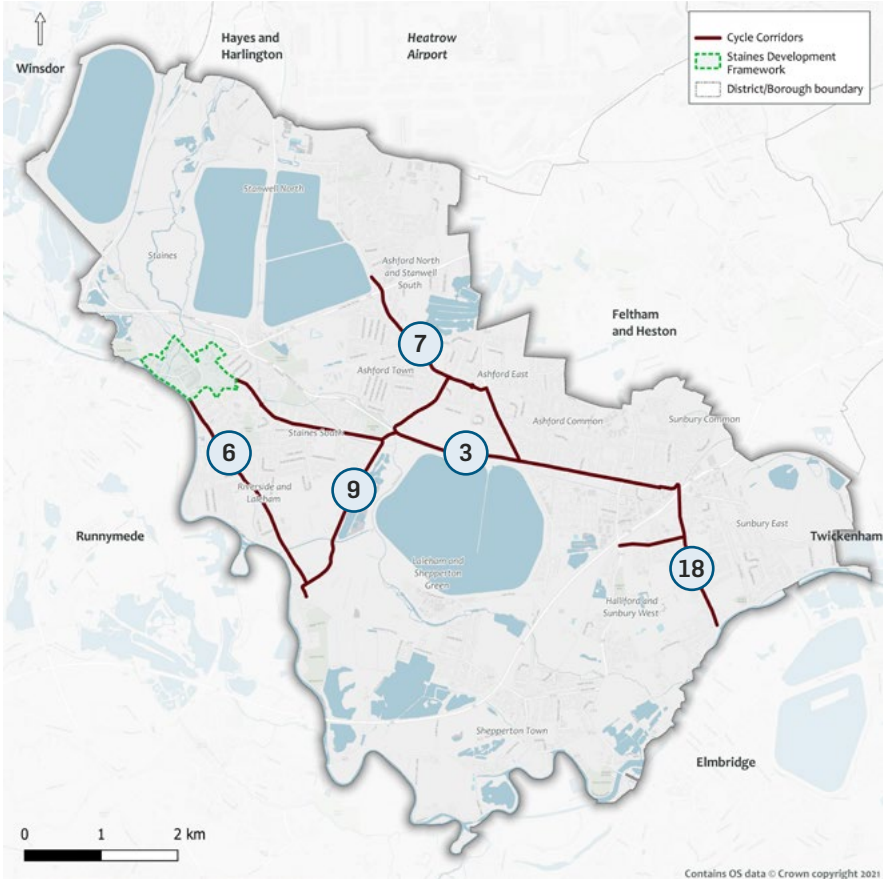 Hayes and
Harlington
Heatrow
Airport
Winsdor
Cycle Corridors
Staines Development
Framework
District/Borough boundary
Stanwell North
Staines
Ashford North
and Stanwell
South
Feltham
and Heston
7
Ashford Town
Ashford East
Ashford Common
Sunbury Common
Staines South
6
3
9
Riverside and
Laleham
Runnymede
Sunbury East
Twickenham
Laleham and
Shepperton
Green
18
Halliford and
Sunbury West
Shepperton Town
Elmbridge
0 1 2 km
Contains OS data © Crown copyright 2021